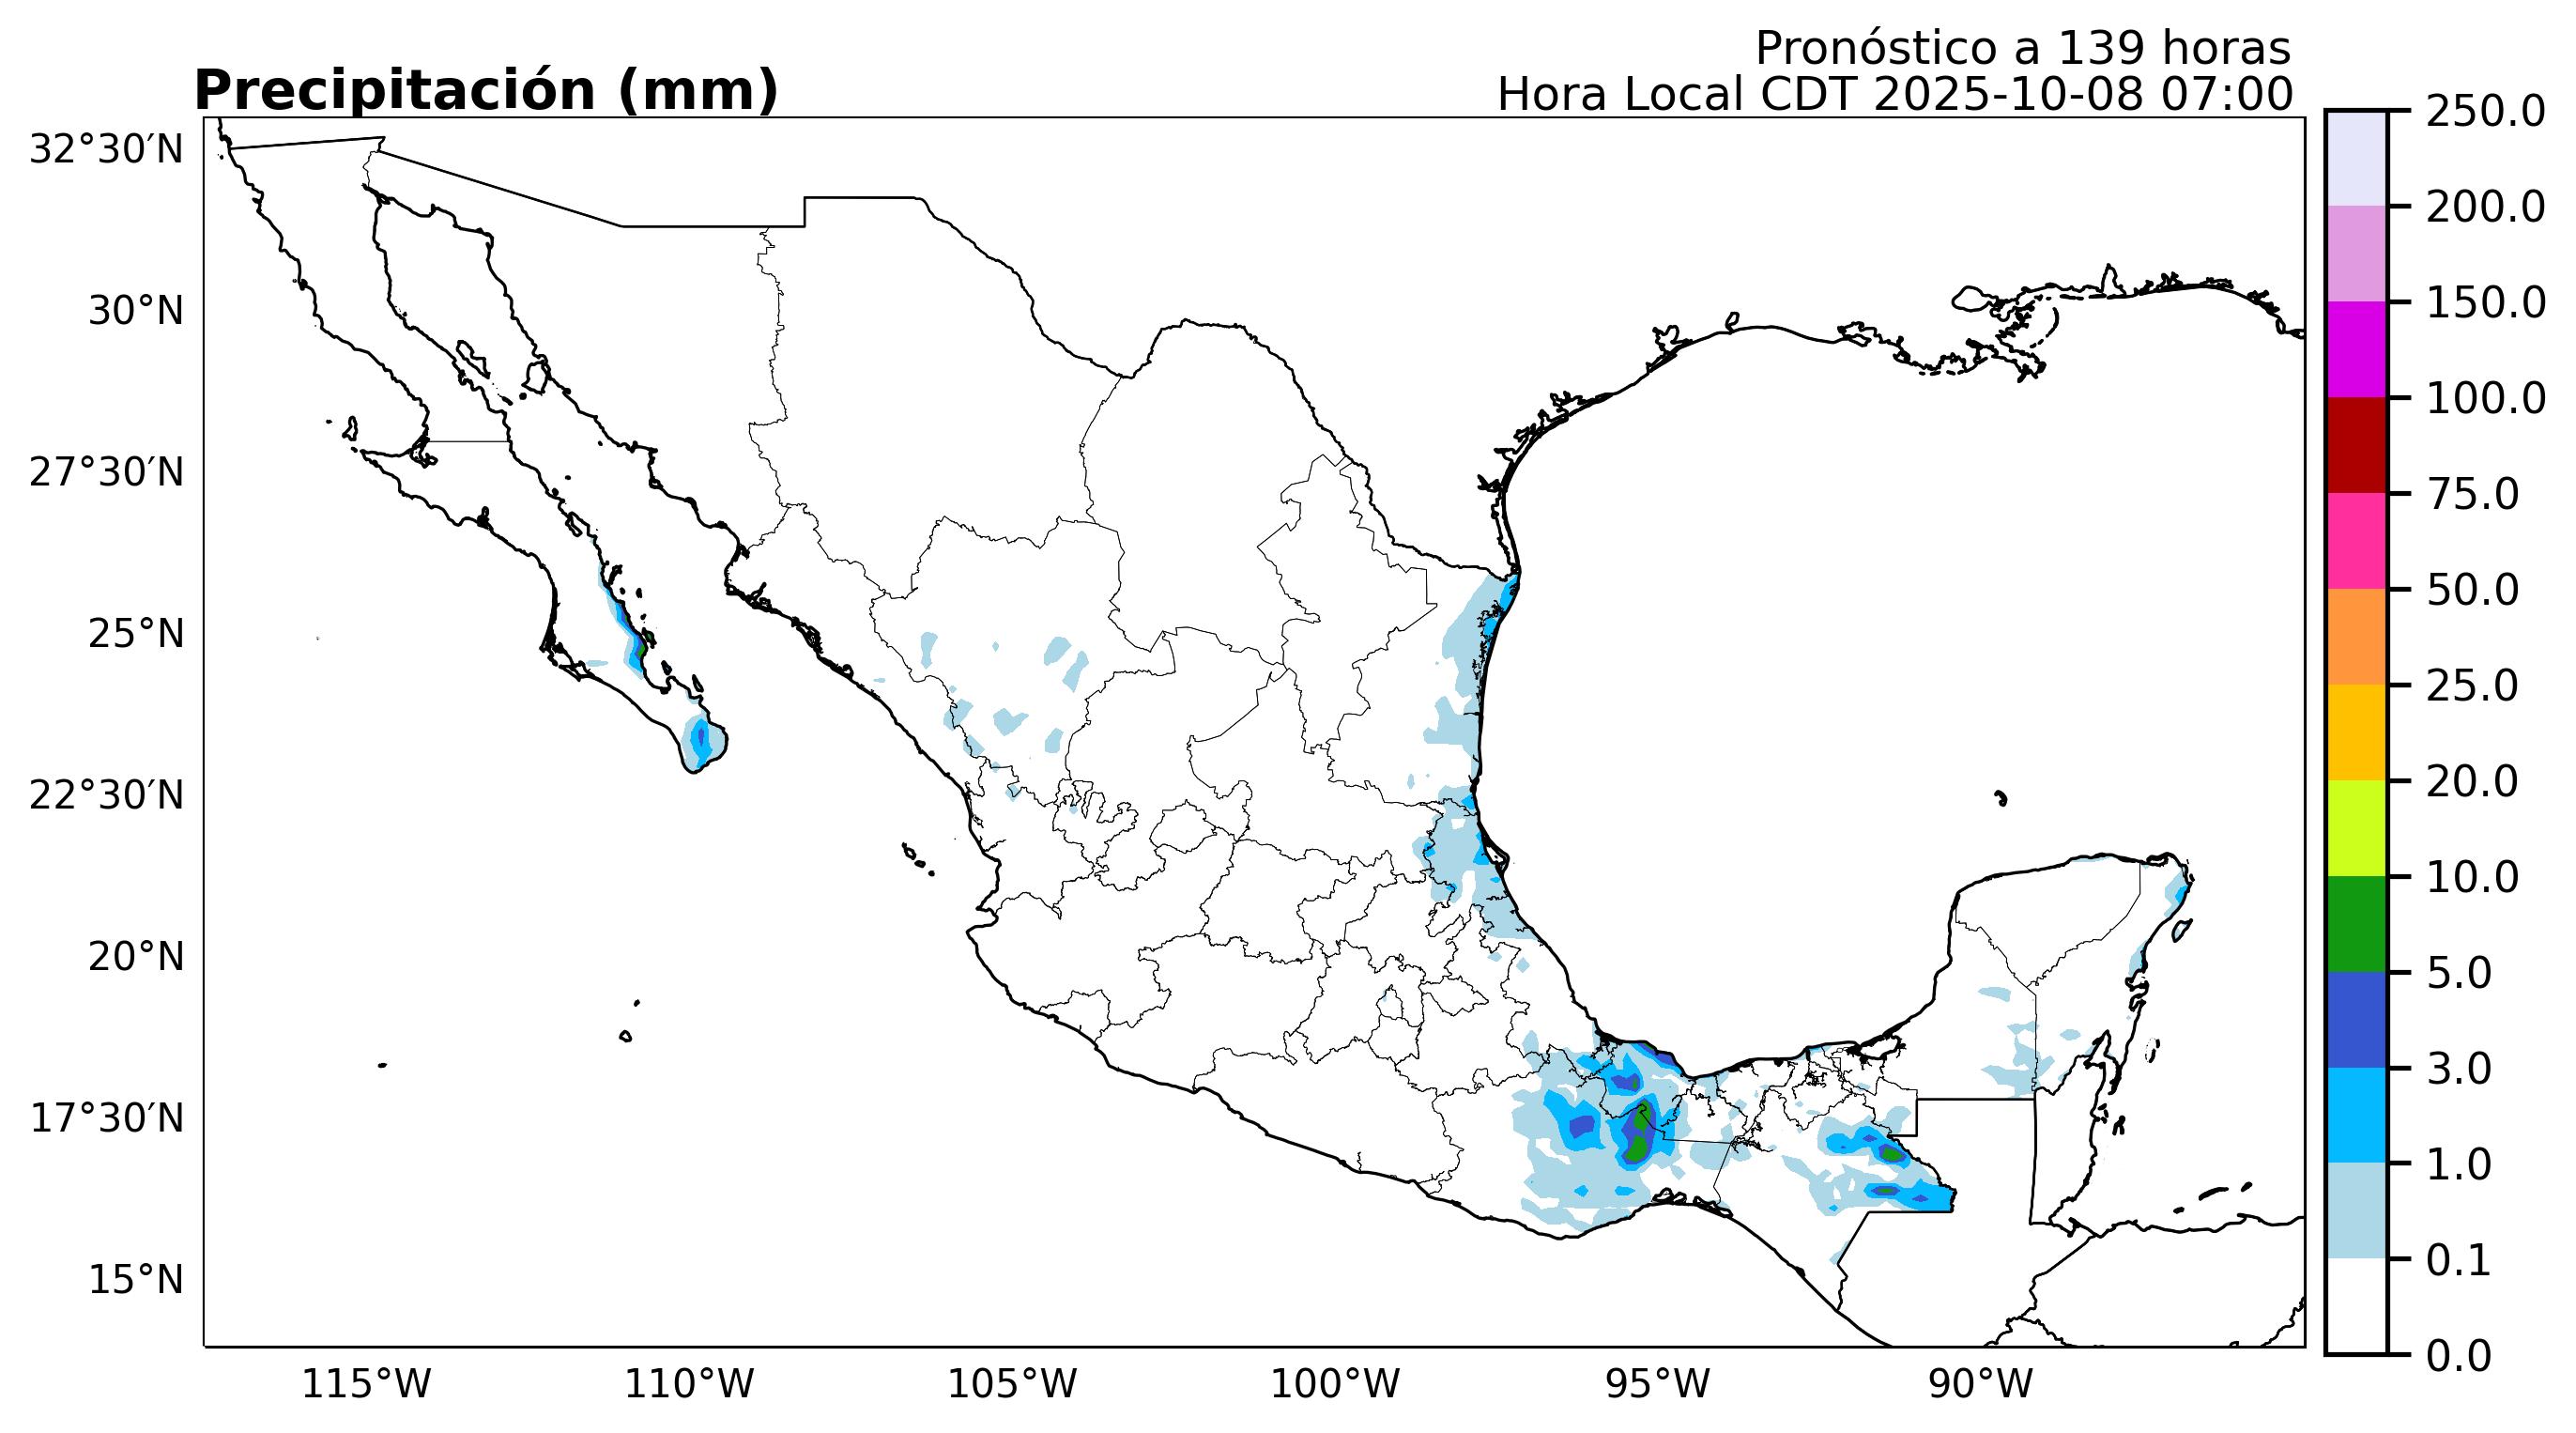 Pronóstico a 139 horas
Precipitación (mm)
Hora Local CDT 2025-10-08 07:00
32°30′N
30°N
27°30′N
25°N
22°30′N
20°N
17°30′N
15°N
115°W
110°W
105°W
100°W
95°W
90°W
250.0
200.0
150.0
100.0
75.0
50.0
25.0
20.0
10.0
5.0
3.0
1.0
0.1
0.0